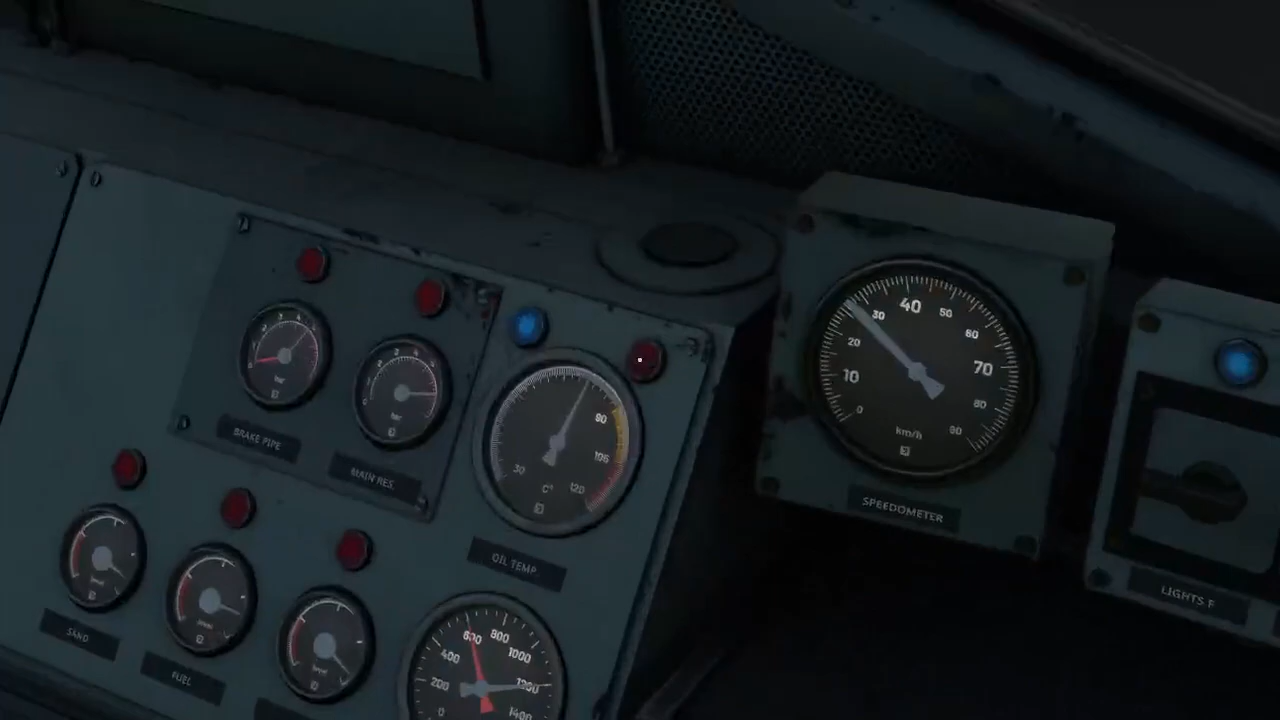 BRAKE PIPE
bar
MAIN RES.
bar
30
90
105
120
C°
OIL TEMP
0
10
20
30
40
50
60
70
80
90
km/h
SPEEDOMETER
LIGHTS F
SAND
FUEL
0
200
400
600
800
1000
1200
1400